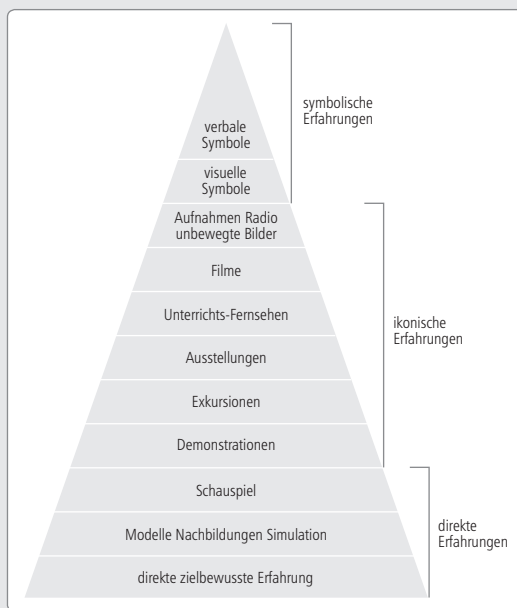 verbale
Symbole
visuelle
Symbole
Aufnahmen Radio
unbewegte Bilder
Filme
Unterrichts-Fernsehen
Ausstellungen
Exkursionen
Demonstrationen
Schauspiel
Modelle Nachbildungen Simulation
direkte zielbewusste Erfahrung
symbolische
Erfahrungen
ikonische
Erfahrungen
direkte
Erfahrungen